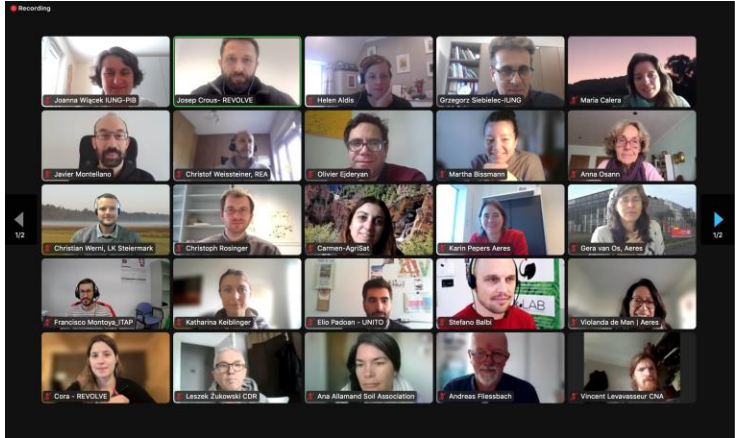 Recording
Joanna Wiącek IUNG-PIB
Josep Crous- REVOLVE
Helen Aldis
Grzegorz Siebielec-IUNG
Maria Calera
Javier Montellano
Christof Weissteiner, REA
Olivier Ejderyan
Martha Bissmann
Anna Osann
1/2
1/2
Christian Werni, LK Steiermark
Christoph Rosinger
Carmen-AgriSat
Karin Pepers Aeres
Gera van Os, Aeres
Francisco Montoya_ITAP
Katharina Keiblinger
Elio Padoan - UNITO
LAB
Stefano Balbi
Violanda de Man | Aeres
Cora - REVOLVE
Leszek Żukowski CDR
Ana Allamand Soil Association
Andreas Fliessbach
Vincent Levavasseur CNA